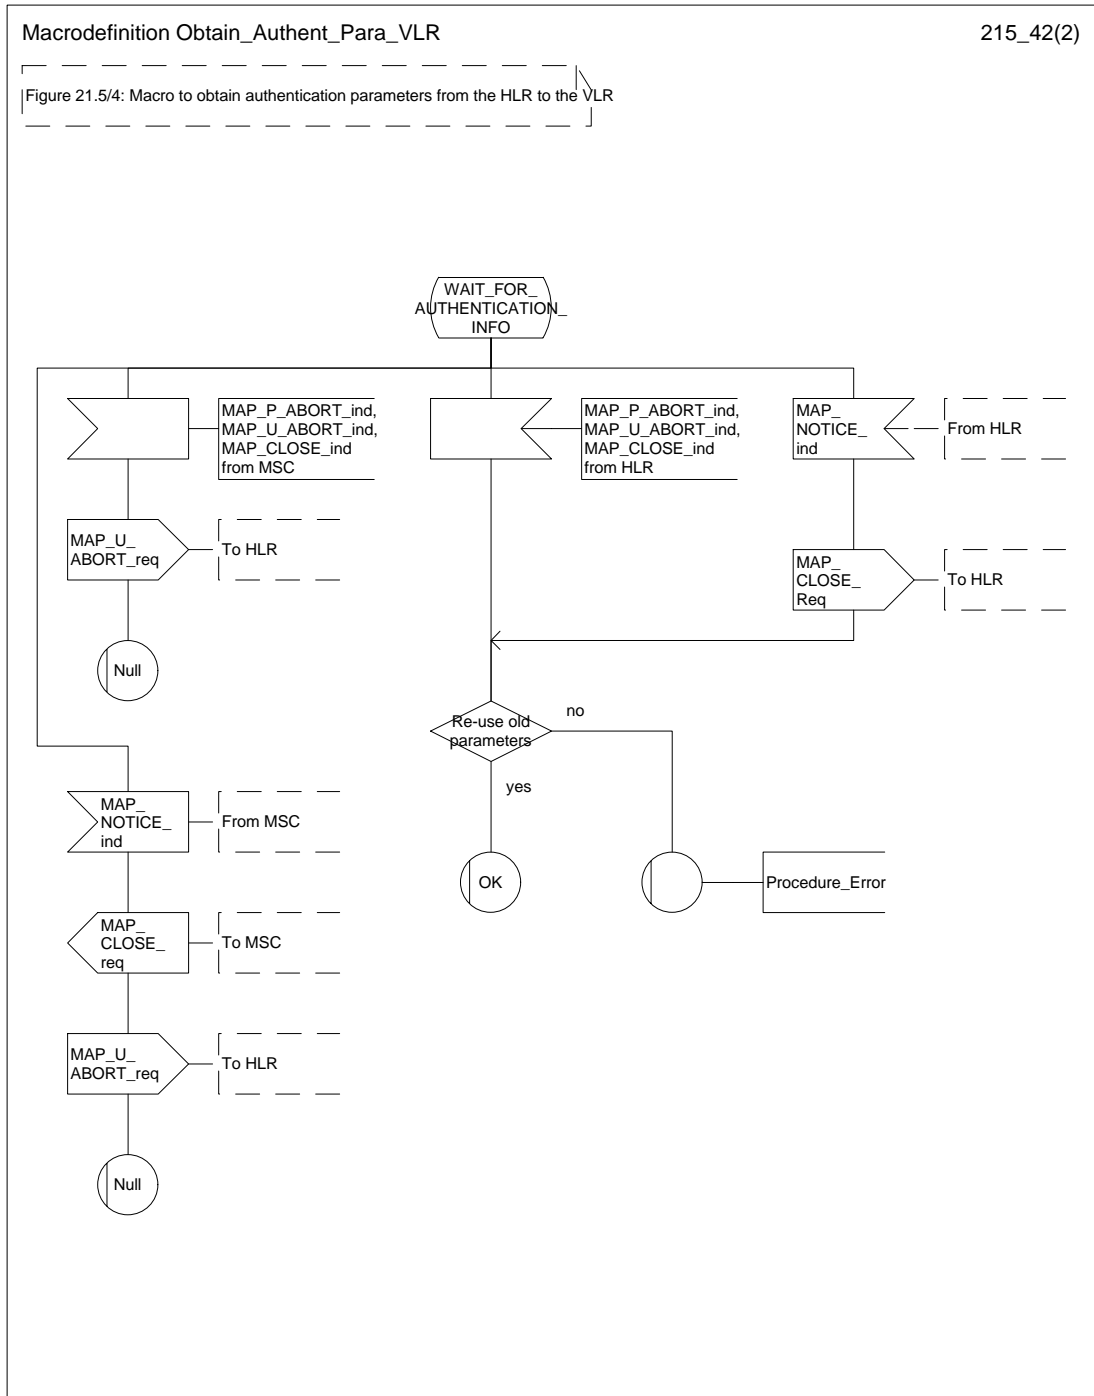 Macrodefinition Obtain_Authent_Para_VLR
215_42(2)
Figure 21.5/4: Macro to obtain authentication parameters from the HLR to the VLR
WAIT_FOR_
AUTHENTICATION_
INFO
MAP_P_ABORT_ind,
MAP_U_ABORT_ind,
MAP_CLOSE_ind
from MSC
MAP_P_ABORT_ind,
MAP_U_ABORT_ind,
MAP_CLOSE_ind
from HLR
MAP_
NOTICE_
ind
From HLR
MAP_U_
ABORT_req
To HLR
MAP_
CLOSE_
Req
To HLR
Null
Re-use old
parameters
no
yes
MAP_
NOTICE_
ind
From MSC
OK
Procedure_Error
MAP_
CLOSE_
req
To MSC
MAP_U_
ABORT_req
To HLR
Null